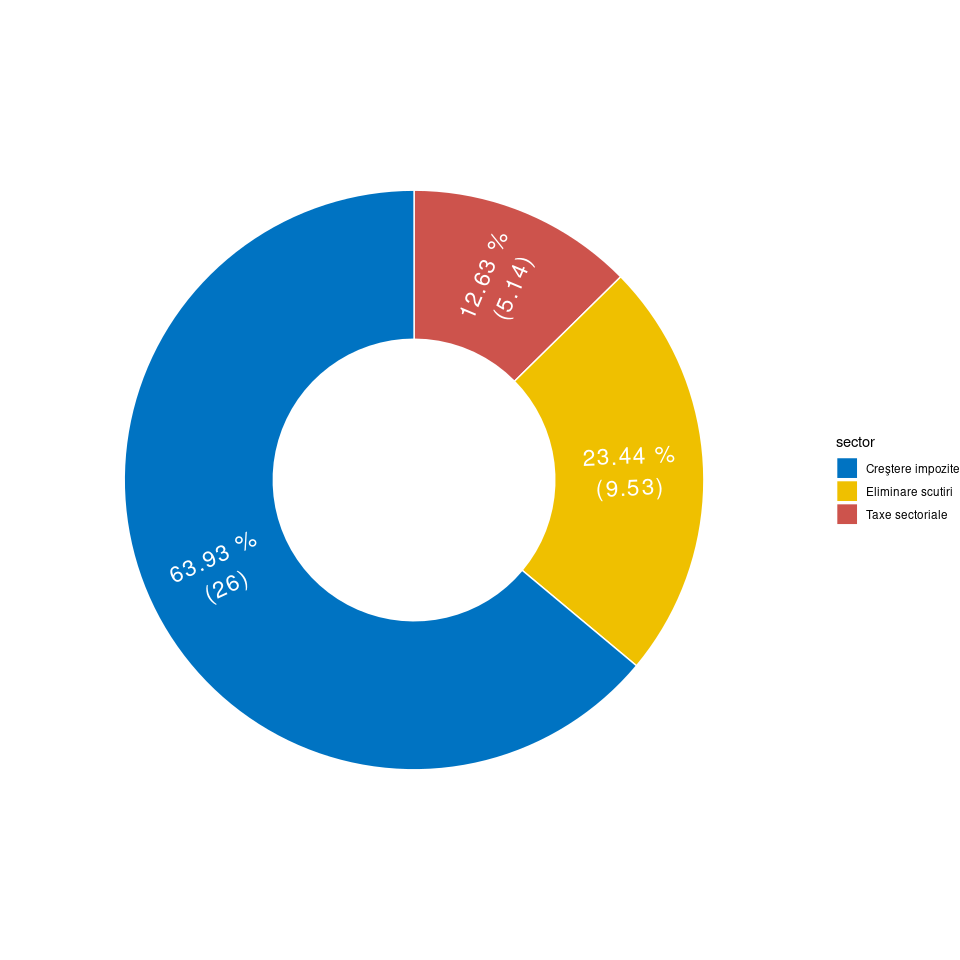 12.63 %
(5.14)
23.44 %
(9.53)
63.93 %
(26)
sector
Creştere impozite
Eliminare scutiri
Taxe sectoriale